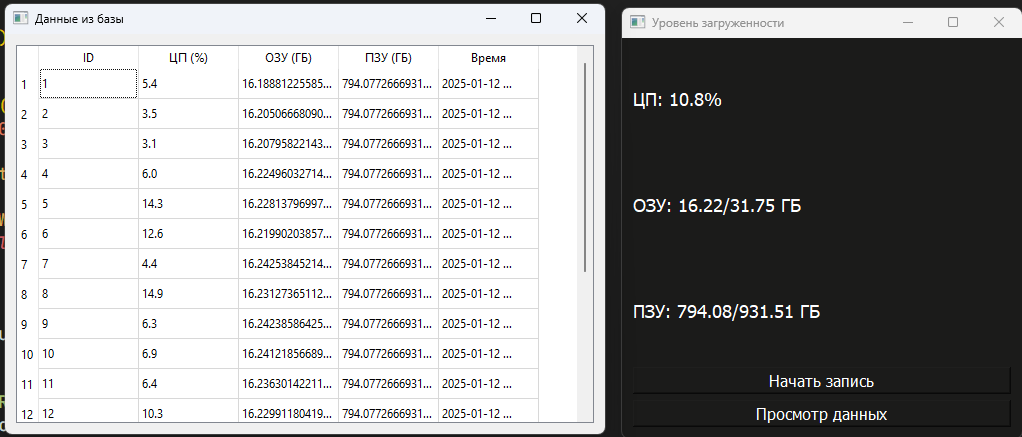 Данные из базы
ID ЦП (%) ОЗУ (ГБ) ПЗУ (ГБ) Время
1 1 5.4 16.18881225585... 794.0772666931... 2025-01-12 ...
2 2 3.5 16.20506668090... 794.0772666931... 2025-01-12 ...
3 3 3.1 16.20795822143... 794.0772666931... 2025-01-12 ...
4 4 6.0 16.22496032714... 794.0772666931... 2025-01-12 ...
5 5 14.3 16.22813796997... 794.0772666931... 2025-01-12 ...
6 6 12.6 16.21990203857... 794.0772666931... 2025-01-12 ...
7 7 4.4 16.24253845214... 794.0772666931... 2025-01-12 ...
8 8 14.9 16.23127365112... 794.0772666931... 2025-01-12 ...
9 9 6.3 16.24238586425... 794.0772666931... 2025-01-12 ...
10 10 6.9 16.24121856689... 794.0772666931... 2025-01-12 ...
11 11 6.4 16.23630142211... 794.0772666931... 2025-01-12 ...
12 12 10.3 16.22991180419... 794.0772666931... 2025-01-12 ...
Уровень загруженности
ЦП: 10.8%
ОЗУ: 16.22/31.75 ГБ
ПЗУ: 794.08/931.51 ГБ
Начать запись
Просмотр данных